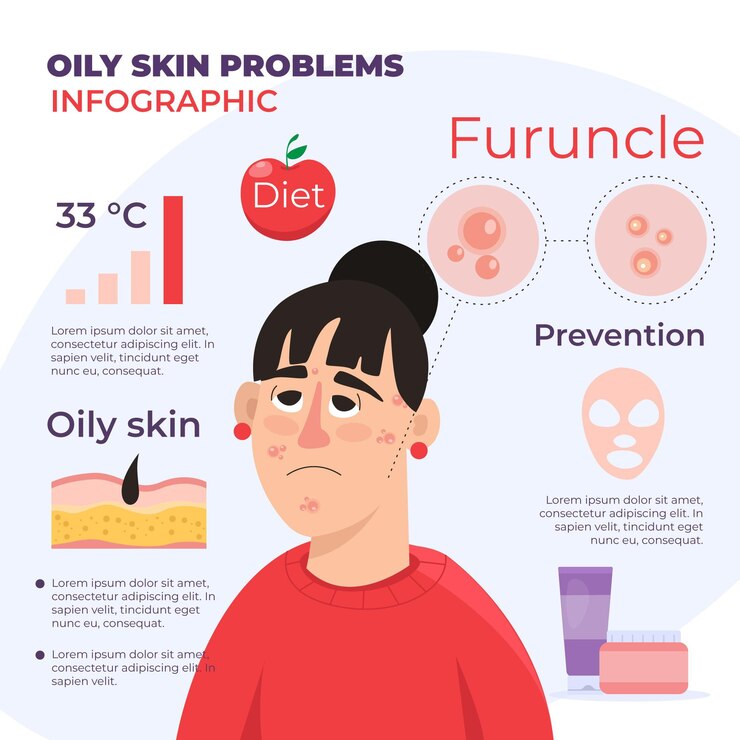 OILY SKIN PROBLEMS
INFOGRAPHIC
33 °C
Lorem ipsum dolor sit amet,
consectetur adipiscing elit. In
sapien velit, tincidunt eget
nunc eu, consequat.
Diet
Furuncle
Oily skin
Lorem ipsum dolor sit amet,
consectetur adipiscing elit. In
sapien velit, tincidunt eget
nunc eu, consequat.
Lorem ipsum dolor sit amet,
consectetur adipiscing elit. In
sapien velit.
Prevention
Lorem ipsum dolor sit amet,
consectetur adipiscing elit. In
sapien velit, tincidunt eget
nunc eu, consequat.